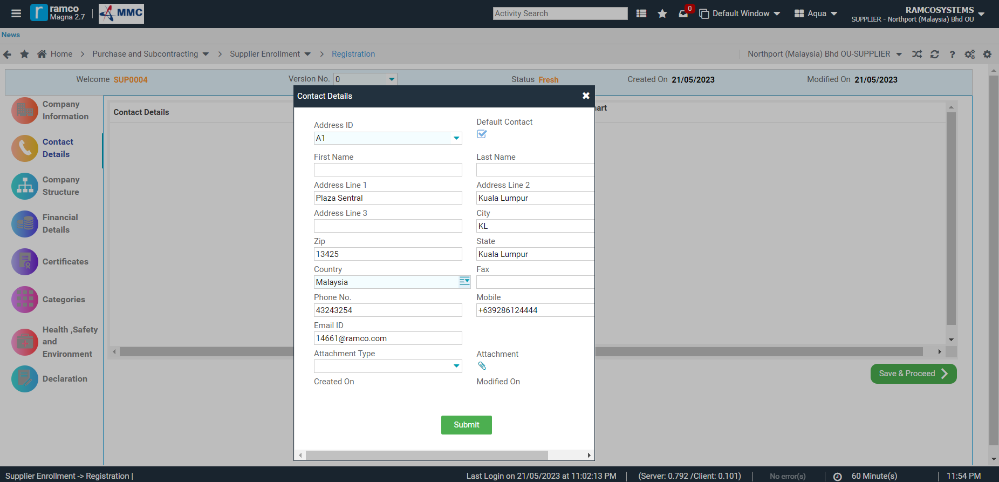 ramco
Magna 2.7
MMC
Activity Search
0
Default Window
Aqua
RAMCOSYSTEMS
SUPPLIER - Northport (Malaysia) Bhd OU
News
Home > Purchase and Subcontracting > Supplier Enrollment > Registration
Northport (Malaysia) Bhd OU-SUPPLIER
?
Welcome SUP0004
Version No. 0
Status Fresh
Created On 21/05/2023
Modified On 21/05/2023
Company
Information
Contact
Details
Company
Structure
Financial
Details
Certificates
Categories
Health ,Safety
and
Environment
Declaration
Contact Details
Contact Details
Address ID
A1
Default Contact
First Name
Last Name
Address Line 1
Plaza Sentral
Address Line 2
Kuala Lumpur
Address Line 3
City
KL
Zip
13425
State
Kuala Lumpur
Country
Malaysia
Fax
Phone No.
43243254
Mobile
+639286124444
Email ID
14661@ramco.com
Attachment Type
Attachment
Created On
Modified On
Submit
Save & Proceed
Supplier Enrollment -> Registration |
Last Login on 21/05/2023 at 11:02:13 PM
(Server: 0.792 /Client: 0.101)
No error(s)
60 Minute(s)
11:54 PM